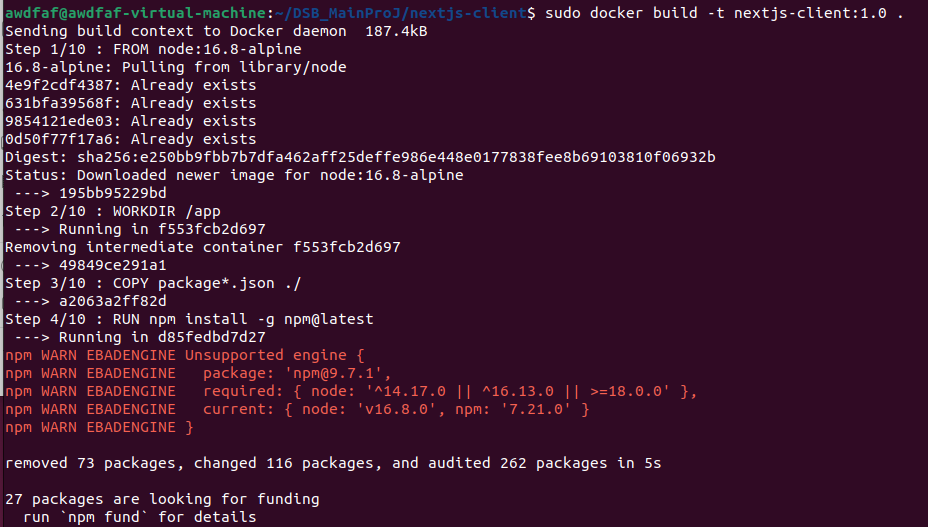 awdfaf@awdfaf-virtual-machine:~/DSB_MainProJ/nextjs-client$ sudo docker build -t nextjs-client:1.0 .
Sending build context to Docker daemon  187.4kB
Step 1/10 : FROM node:16.8-alpine
16.8-alpine: Pulling from library/node
4e9f2cdf4387: Already exists
631bfa39568f: Already exists
9854121ede03: Already exists
0d50f77f17a6: Already exists
Digest: sha256:e250bb9fbb7b7dfa462aff25deffe986e448e0177838fee8b69103810f06932b
Status: Downloaded newer image for node:16.8-alpine
 ---> 195bb95229bd
Step 2/10 : WORKDIR /app
 ---> Running in f553fcb2d697
Removing intermediate container f553fcb2d697
 ---> 49849ce291a1
Step 3/10 : COPY package*.json ./
 ---> a2063a2ff82d
Step 4/10 : RUN npm install -g npm@latest
 ---> Running in d85fedbd7d27
npm WARN EBADENGINE Unsupported engine {
npm WARN EBADENGINE   package: 'npm@9.7.1',
npm WARN EBADENGINE   required: { node: '^14.17.0 || ^16.13.0 || >=18.0.0' },
npm WARN EBADENGINE   current: { node: 'v16.8.0', npm: '7.21.0' }
npm WARN EBADENGINE }
removed 73 packages, changed 116 packages, and audited 262 packages in 5s
27 packages are looking for funding
  run `npm fund` for details